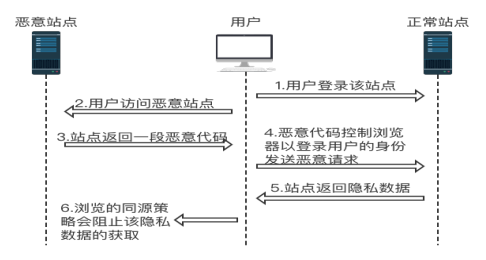 恶意站点
用户
正常站点
1.用户登录该站点
2.用户访问恶意站点
3.站点返回一段恶意代码
4.恶意代码控制浏览
器以登录用户的身份
发送恶意请求
5.站点返回隐私数据
6.浏览的同源策
略会阻止该隐私
数据的获取